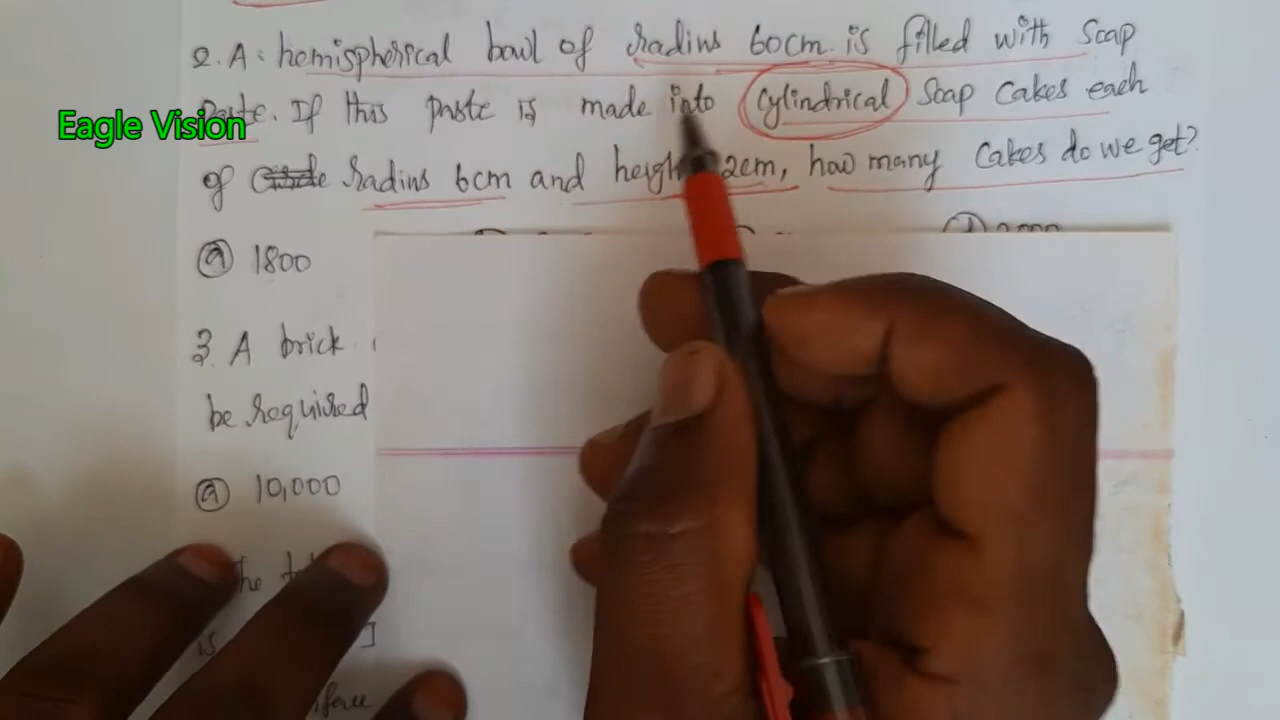 2. A hemispherical bowl of radius 60cm is filled with soap
Paste. If this paste is made into cylindrical soap cakes each
Eagle Vision
of radius 6cm and height 2cm, how many cakes do we get?
ⓐ 1800
3. A brick
be required
ⓐ 10,000
The
is